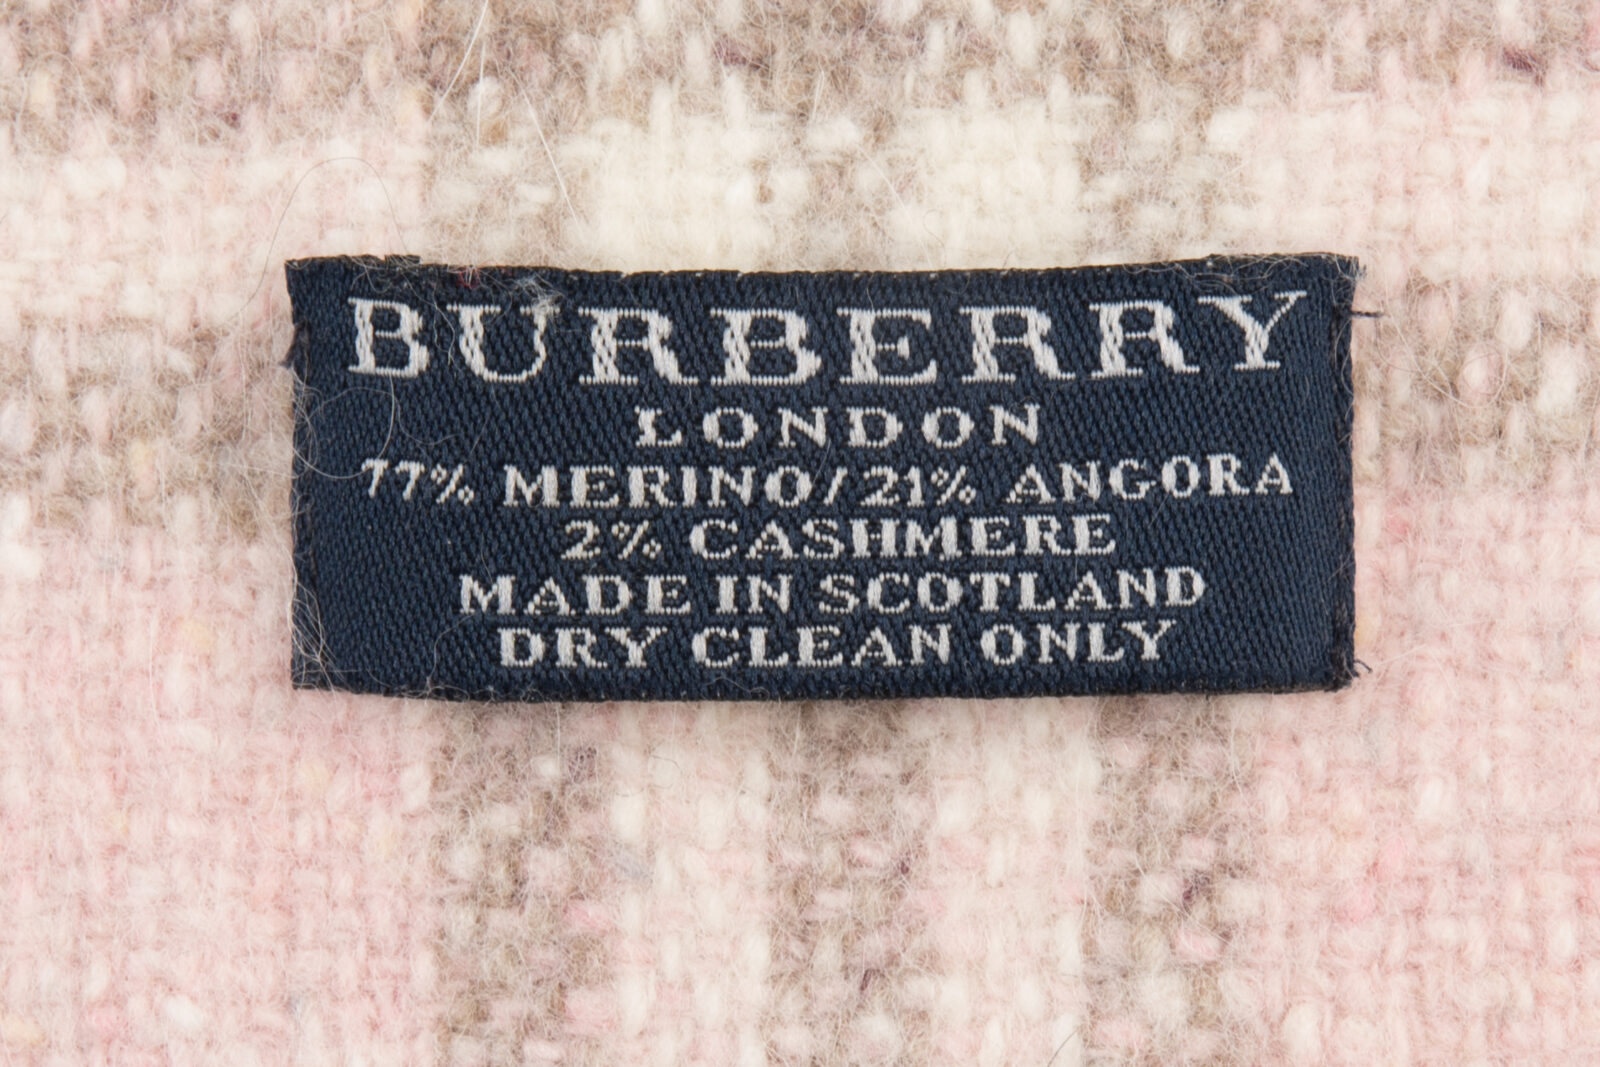 BURBERRY
LONDON
77% MERINO/21% ANGORA
2% CASHMERE
MADE IN SCOTLAND
DRY CLEAN ONLY